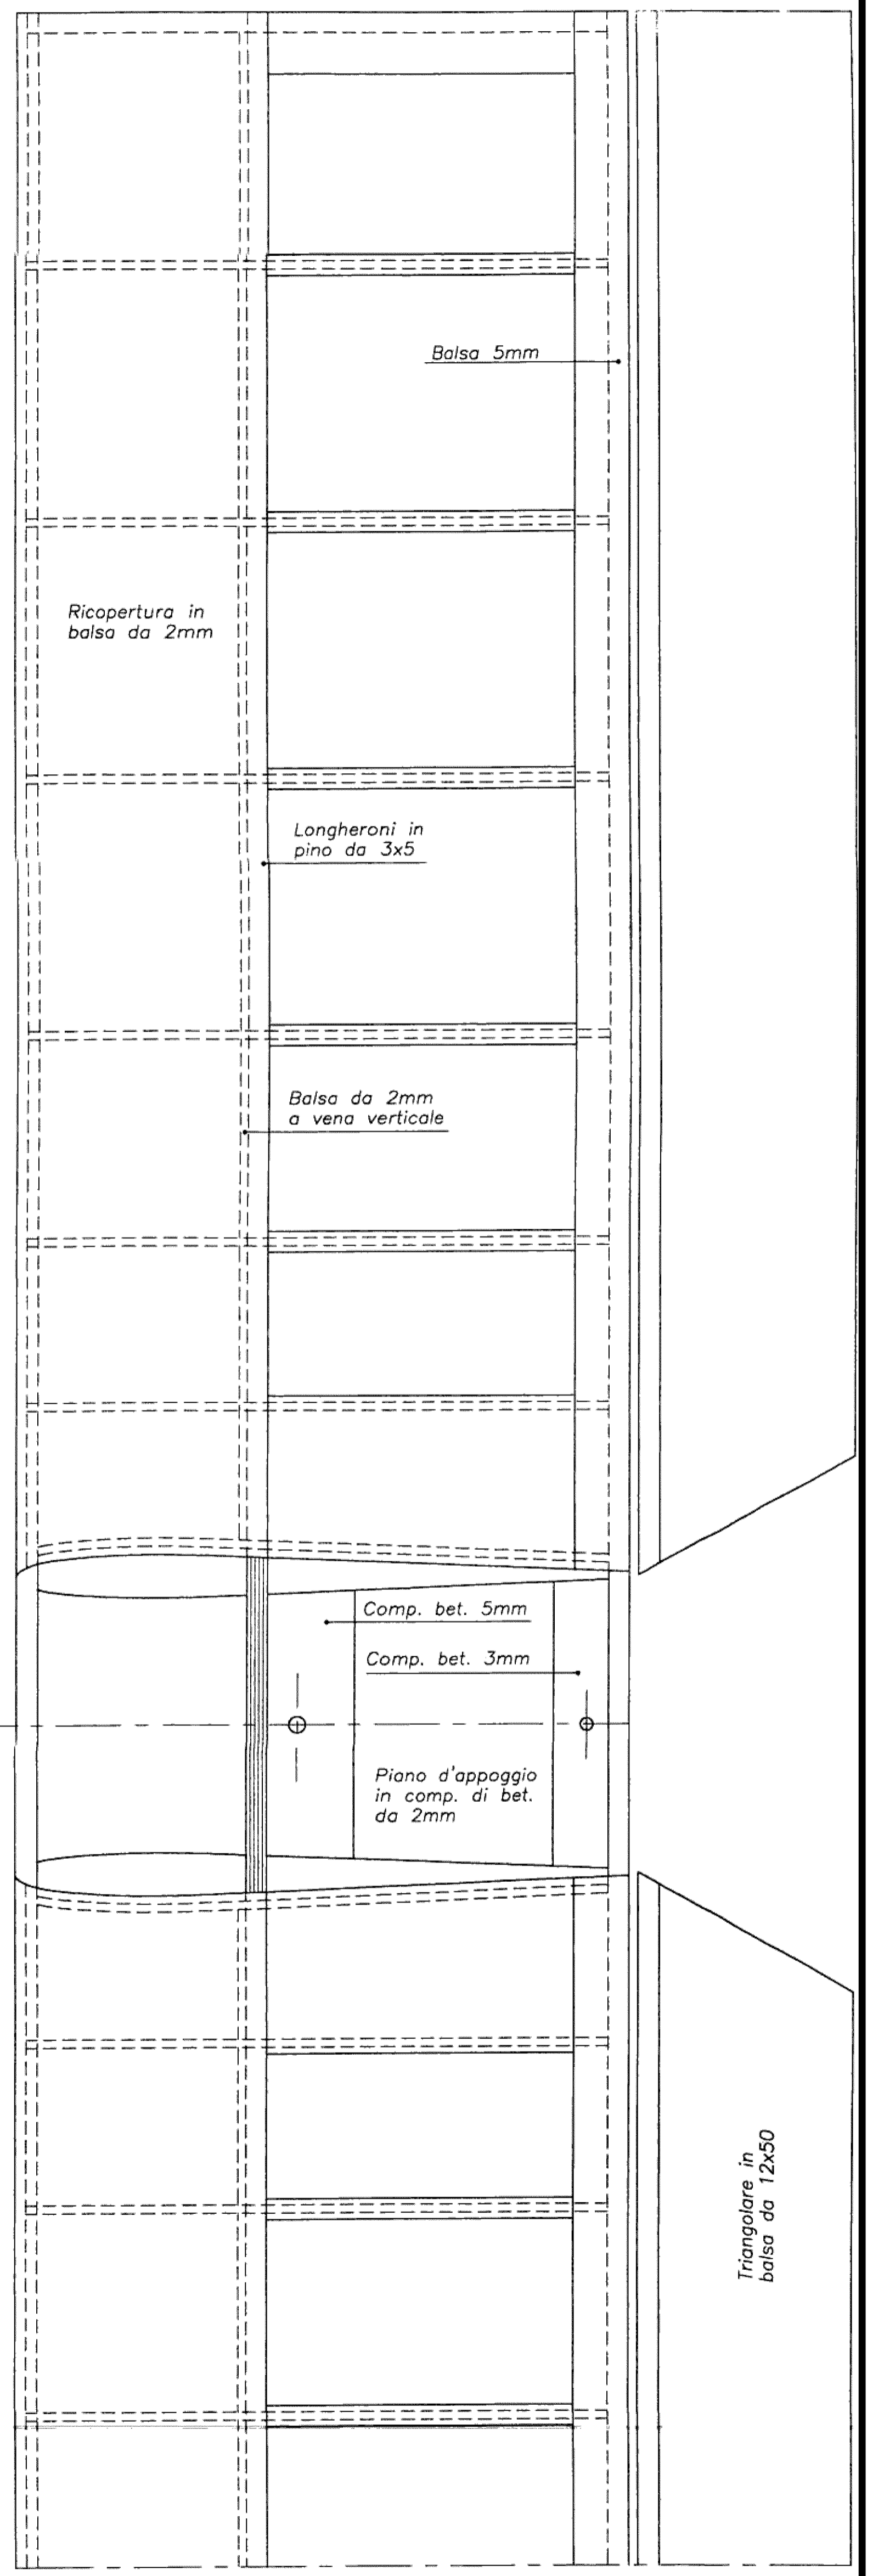 Balsa 5mm
Ricopertura in
balsa da 2mm
Longheroni in
pino da 3x5
Balsa da 2mm
a vena verticale
Comp. bet. 5mm
Comp. bet. 3mm
Piano d'appoggio
in comp. di bet.
da 2mm
Triangolare in
balsa da 12x50